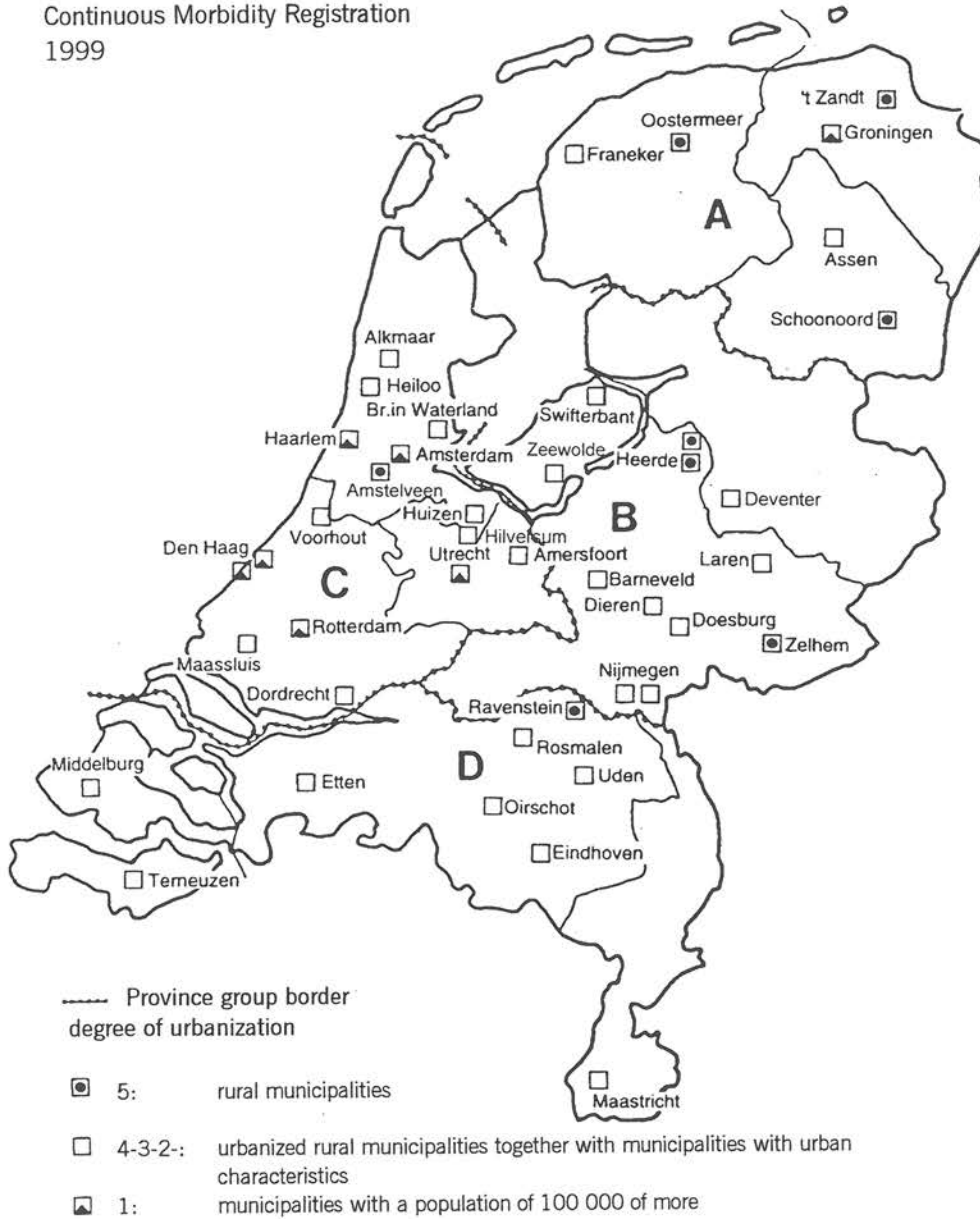 Continuous Morbidity Registration
1999
't Zandt
Oostermeer
Groningen
Franeker
A
Assen
Schoonoord
Alkmaar
Heiloo
Br.in Waterland
Swifterbant
Haarlem
Amsterdam
Zeewolde
Heerde
Amstelveen
Deventer
Huizen
B
Voorhout
Hilversum
Den Haag
Utrecht
Amersfoort
Laren
C
Barneveld
Dieren
Doesburg
Rotterdam
Zelhem
Maassluis
Nijmegen
Dordrecht
Ravenstein
Rosmalen
Middelburg
D
Uden
Etten
Oirschot
Eindhoven
Terneuzen
Province group border
degree of urbanization
5: rural municipalities
4-3-2-: urbanized rural municipalities together with municipalities with urban
characteristics
Maastricht
1: municipalities with a population of 100 000 of more